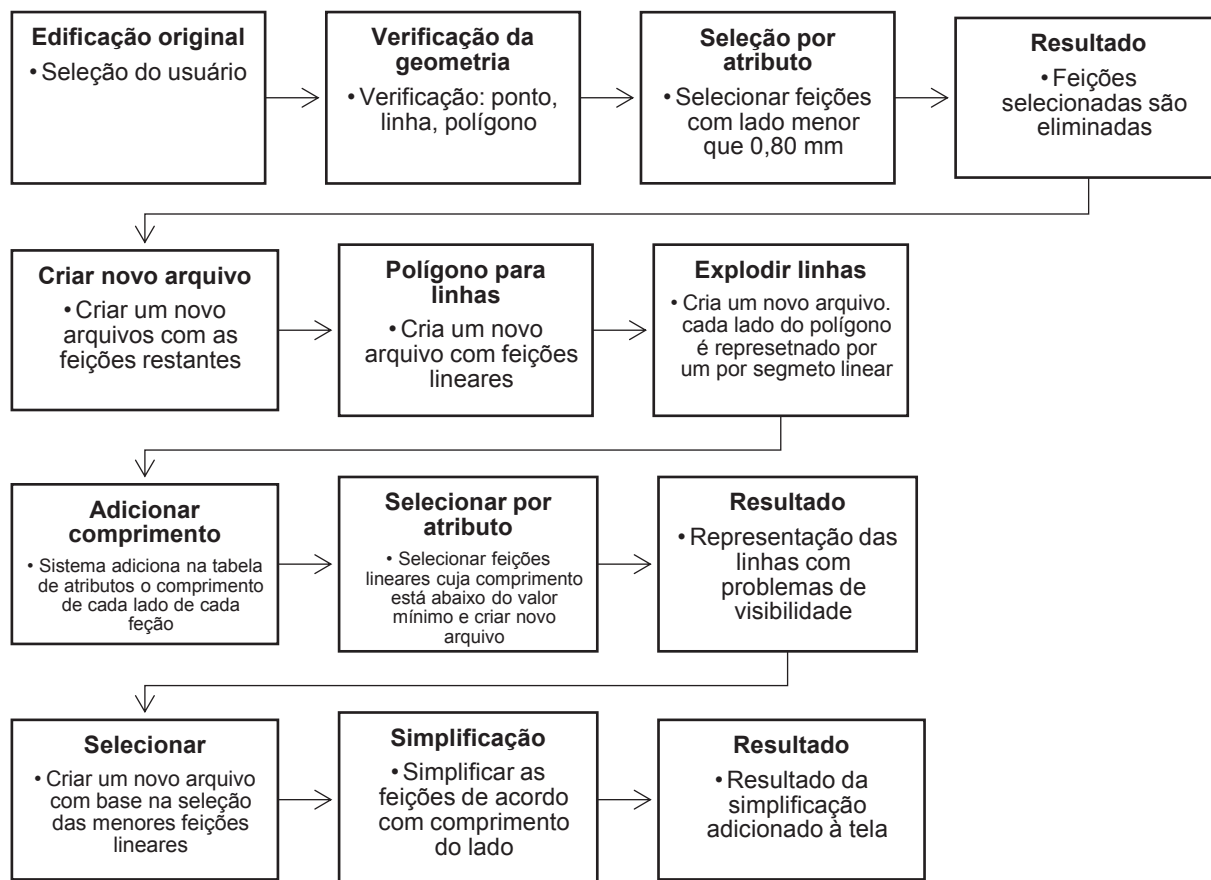 Edificação original
• Seleção do usuário
Verificação da
geometria
• Verificação: ponto,
linha, polígono
Seleção por
atributo
• Selecionar feições
com lado menor
que 0,80 mm
Resultado
• Feições
selecionadas são
eliminadas
Criar novo arquivo
• Criar um novo
arquivos com as
feições restantes
Polígono para
linhas
• Cria um novo
arquivo com feições
lineares
Explodir linhas
• Cria um novo arquivo.
cada lado do polígono
é represetnado por
um por segmeto linear
Adicionar
comprimento
• Sistema adiciona na tabela
de atributos o comprimento
de cada lado de cada
feção
Selecionar por
atributo
• Selecionar feições
lineares cuja comprimento
está abaixo do valor
mínimo e criar novo
arquivo
Resultado
• Representação das
linhas com
problemas de
visibilidade
Selecionar
• Criar um novo arquivo
com base na seleção
das menores feições
lineares
Simplificação
• Simplificar as
feições de acordo
com comprimento
do lado
Resultado
• Resultado da
simplificação
adicionado à tela